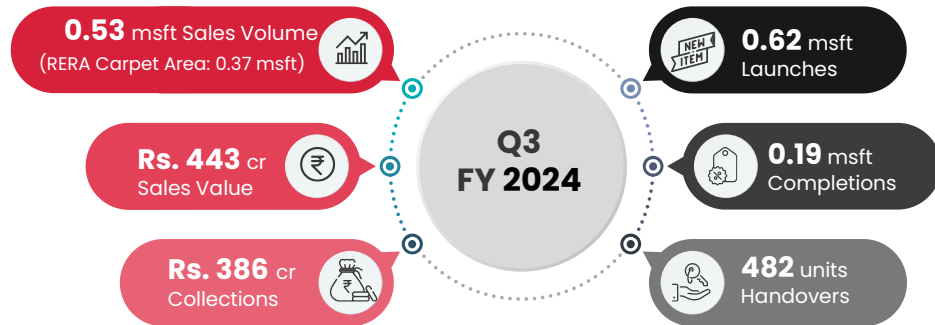 0.53 msft Sales Volume
(RERA Carpet Area: 0.37 msft)
Rs. 443 cr
Sales Value
Rs. 386 cr
Collections
Q3
FY 2024
NEW
ITEM
0.62 msft
Launches
0.19 msft
Completions
482 units
Handovers